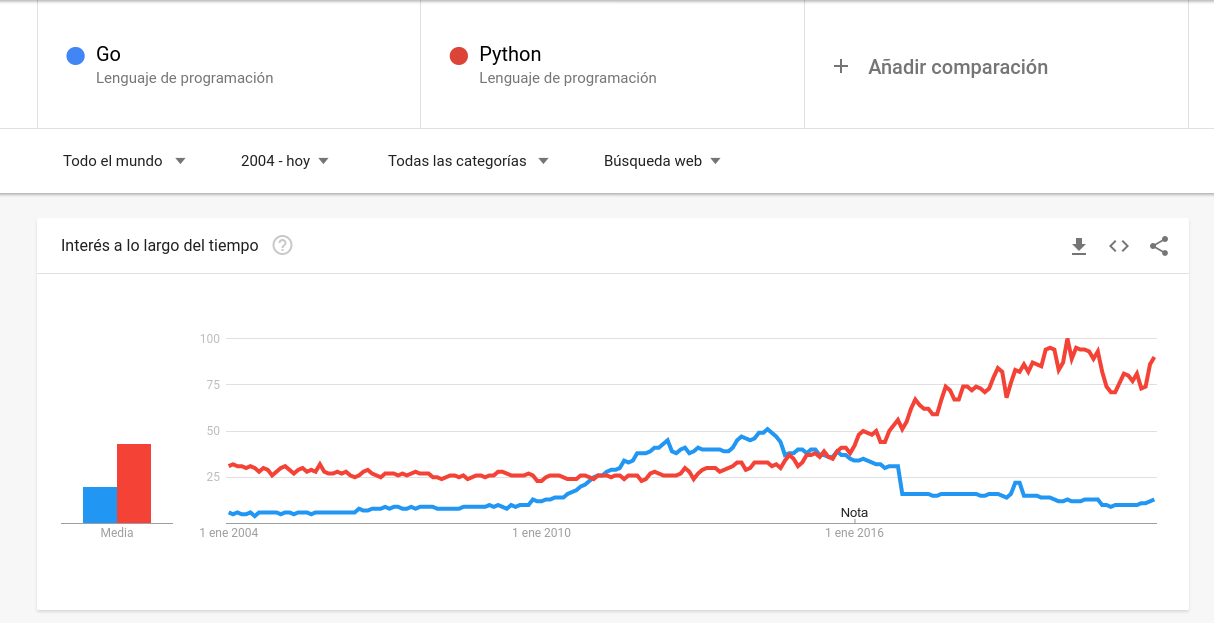 Go
Lenguaje de programación
Python
Lenguaje de programación
+ Añadir comparación
Todo el mundo
2004 - hoy
Todas las categorías
Búsqueda web
Interés a lo largo del tiempo ?
100
75
50
25
Nota
Media
1 ene 2004
1 ene 2010
1 ene 2016